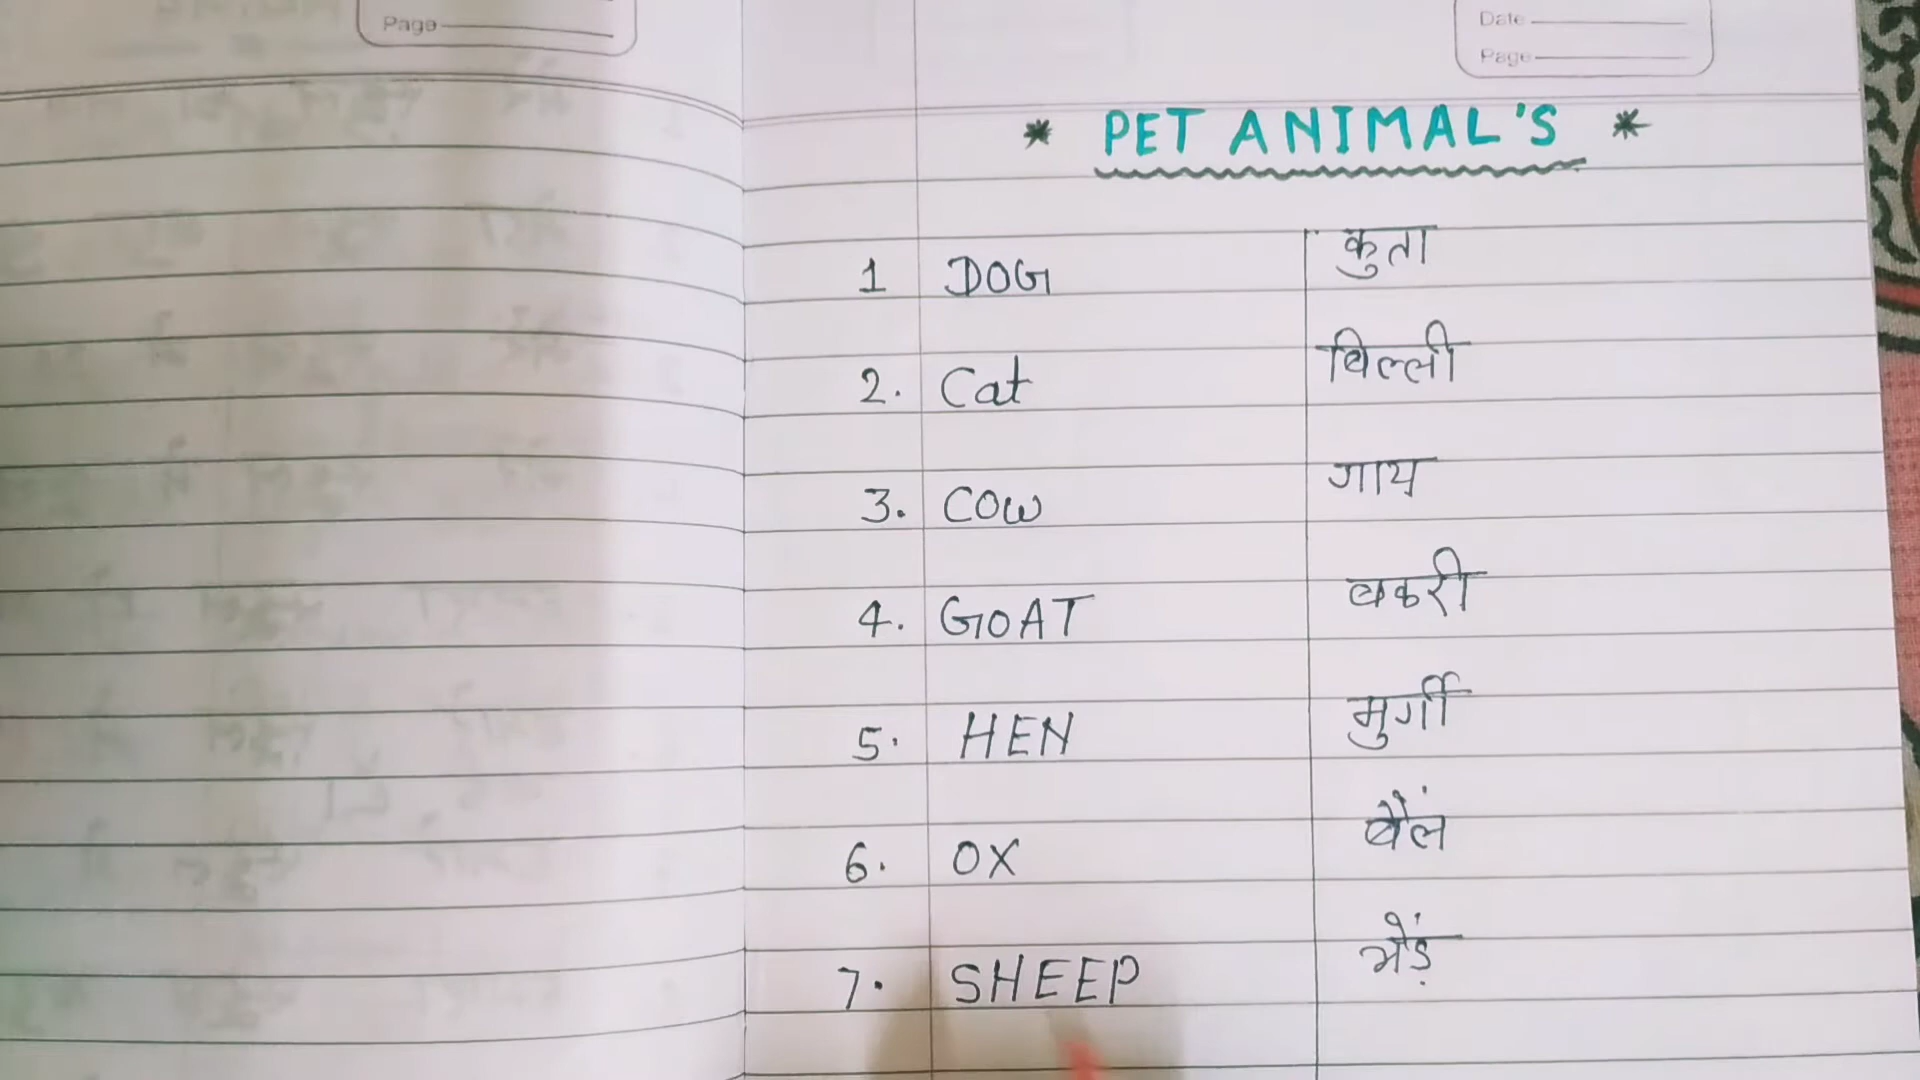 Page
Date
Page
* PET ANIMAL'S *
1 DOG कुता
2. Cat बिल्ली
3. COW गाय
4. GOAT बकरी
5. HEN मुर्गी
6. OX बैलं
7. SHEEP भेंड़